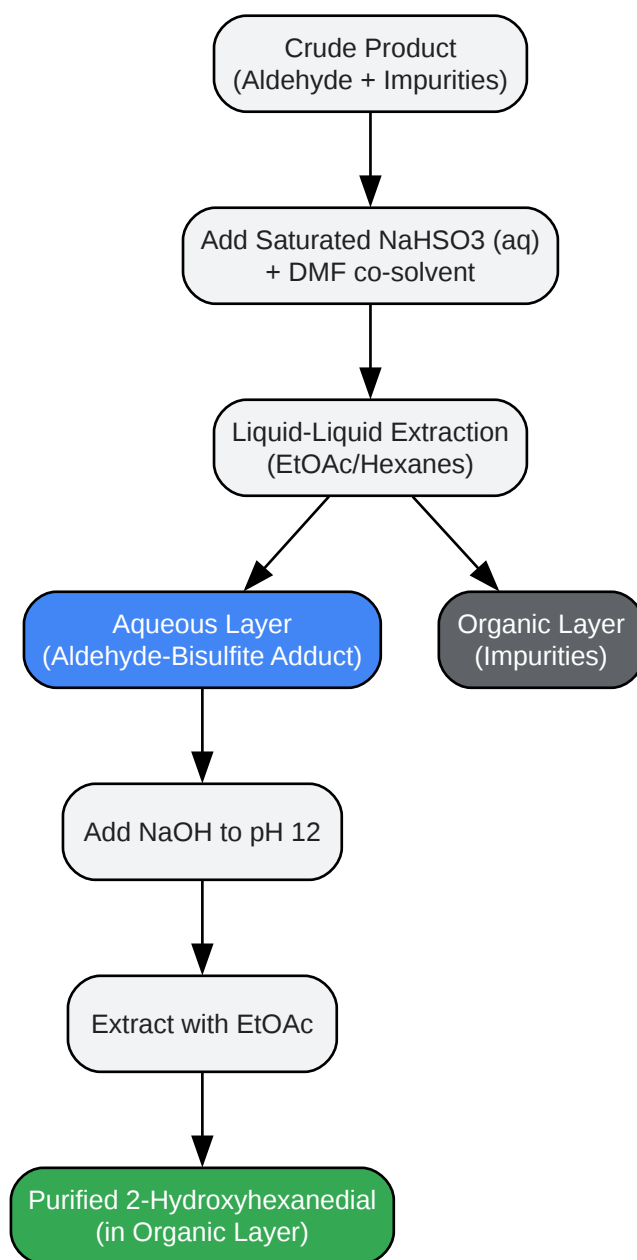 Crude Product
(Aldehyde + Impurities)
Add Saturated NaHSO3 (aq)
+ DMF co-solvent
Liquid-Liquid Extraction
(EtOAc/Hexanes)
Aqueous Layer
(Aldehyde-Bisulfite Adduct)
Organic Layer
(Impurities)
Add NaOH to pH 12
Extract with EtOAc
Purified 2-Hydroxyhexanedial
(in Organic Layer)